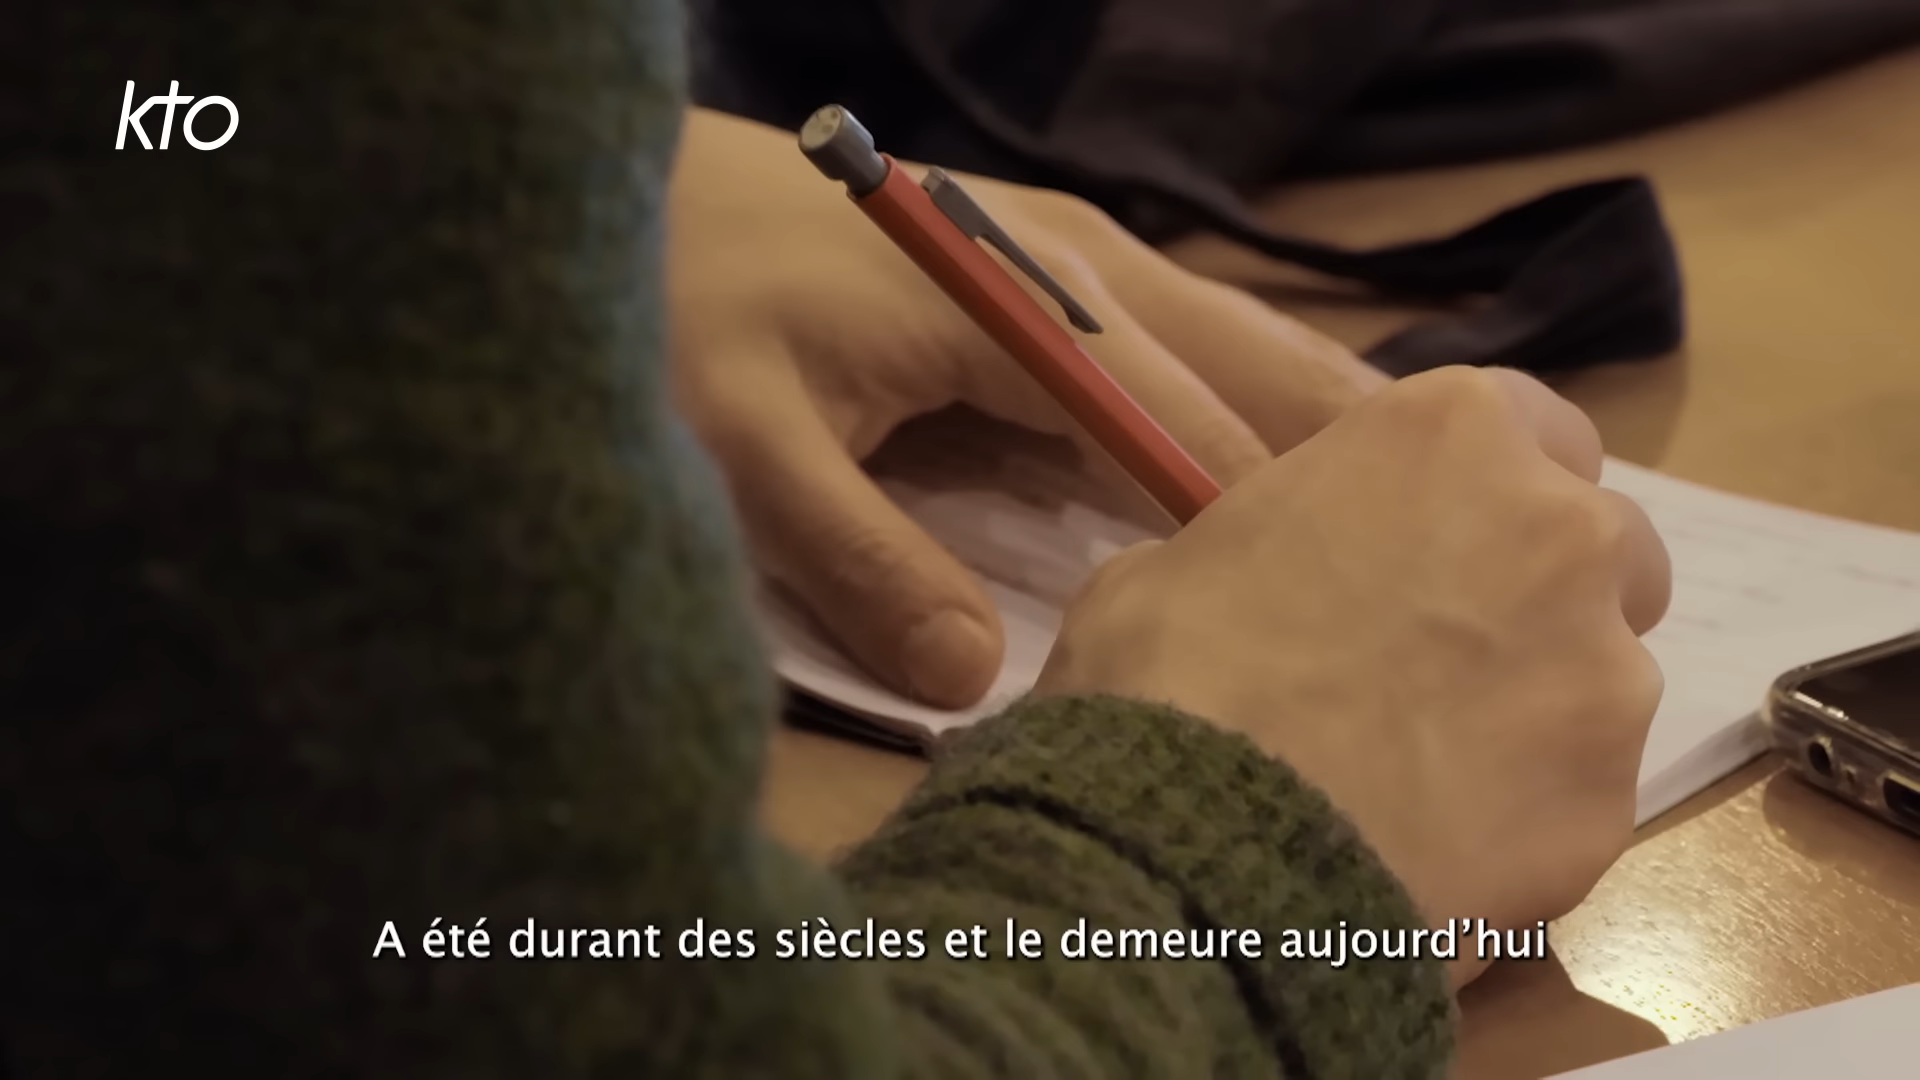 kto
A été durant des siècles et le demeure aujourd’hui